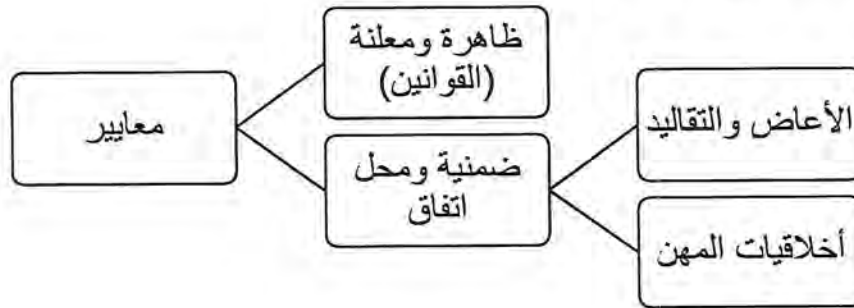 معايير
ظاهرة ومعلنة
(القوانين)
ضمنية ومحل
اتفاق
الأعاض والتقاليد
أخلاقيات المهن